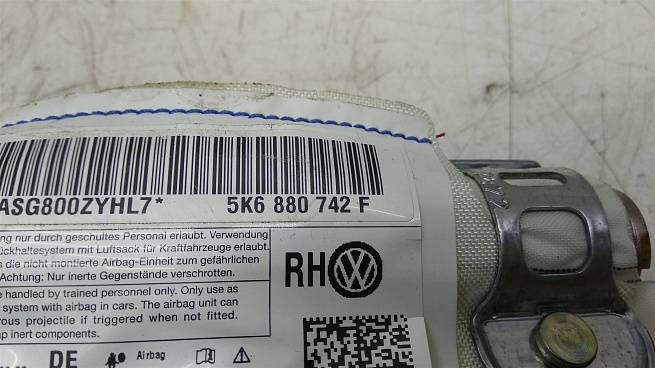 ASG800ZYHL7* 5K6 880 742 F
ng nur durch geschultes Personal erlaubt. Verwendung
ückhaltesystem mit Luftsack für Kraftfahrzeuge erlaubt.
n die nicht montierte Airbag-Einheit zum gefährlichen
Achtung: Nur inerte Gegenstände verschrotten.
e handled by trained personnel only. Only use as
system with airbag in cars. The airbag unit can
rous projectile if triggered when not fitted.
ap inert components.
RH
DE Airbag